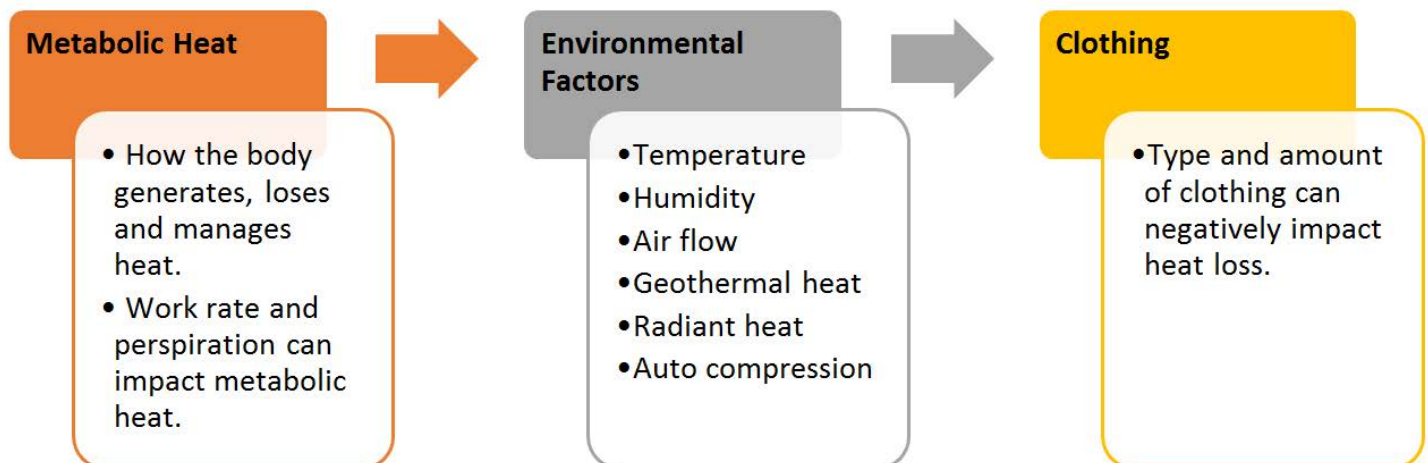 Metabolic Heat
• How the body
generates, loses
and manages
heat.
• Work rate and
perspiration can
impact metabolic
heat.
Environmental
Factors
•Temperature
•Humidity
•Air flow
•Geothermal heat
•Radiant heat
•Auto compression
Clothing
•Type and amount
of clothing can
negatively impact
heat loss.